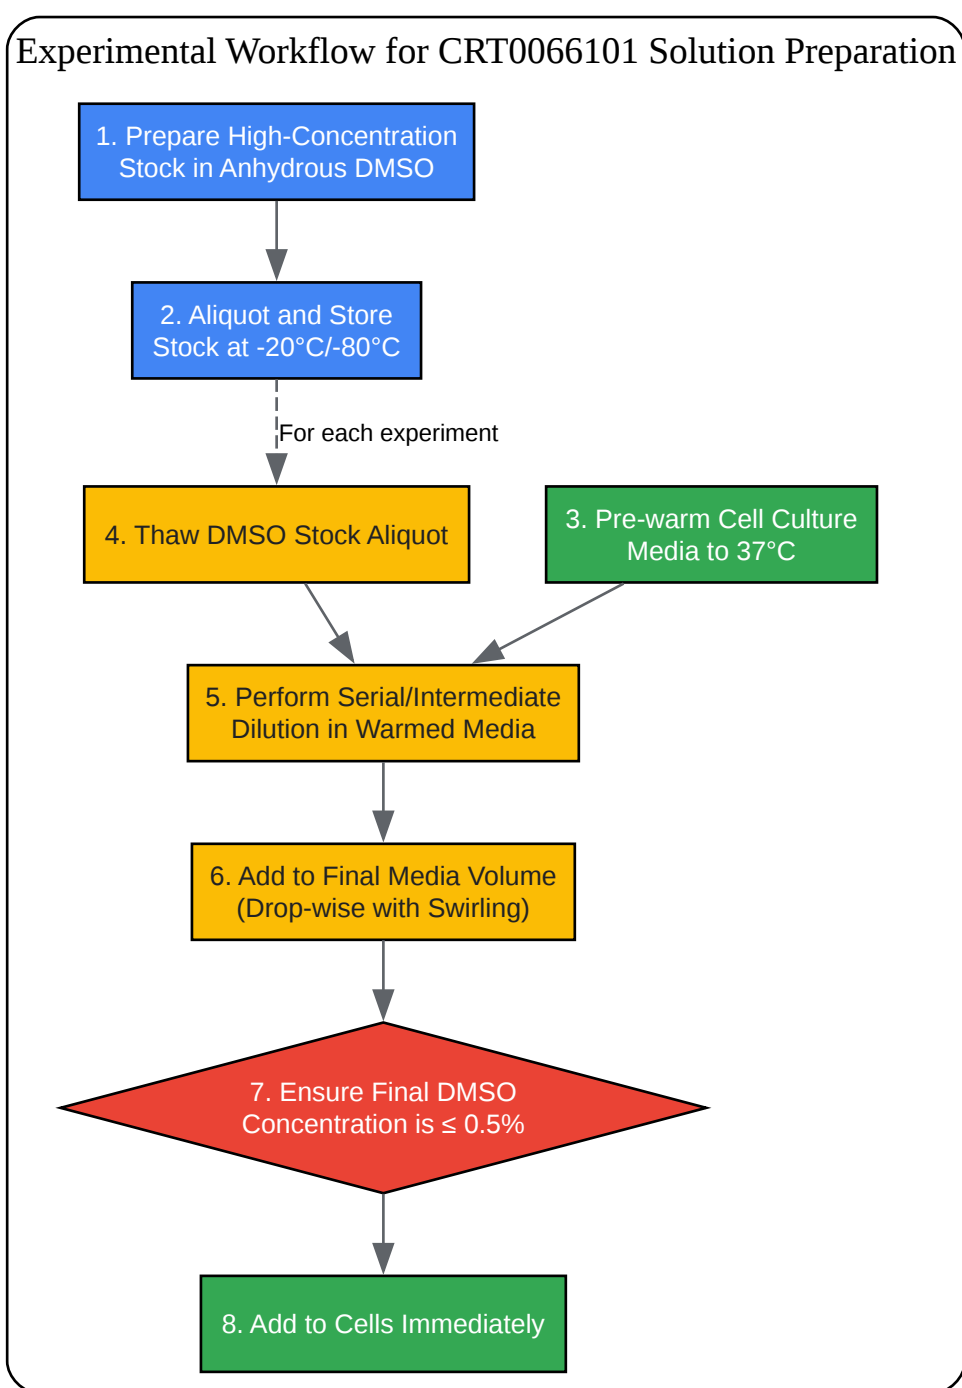 Experimental Workflow for CRT0066101 Solution Preparation
1. Prepare High-Concentration
Stock in Anhydrous DMSO
2. Aliquot and Store
Stock at -20°C/-80°C
For each experiment
4. Thaw DMSO Stock Aliquot
3. Pre-warm Cell Culture
Media to 37°C
5. Perform Serial/Intermediate
Dilution in Warmed Media
6. Add to Final Media Volume
(Drop-wise with Swirling)
7. Ensure Final DMSO
Concentration is ≤ 0.5%
8. Add to Cells Immediately